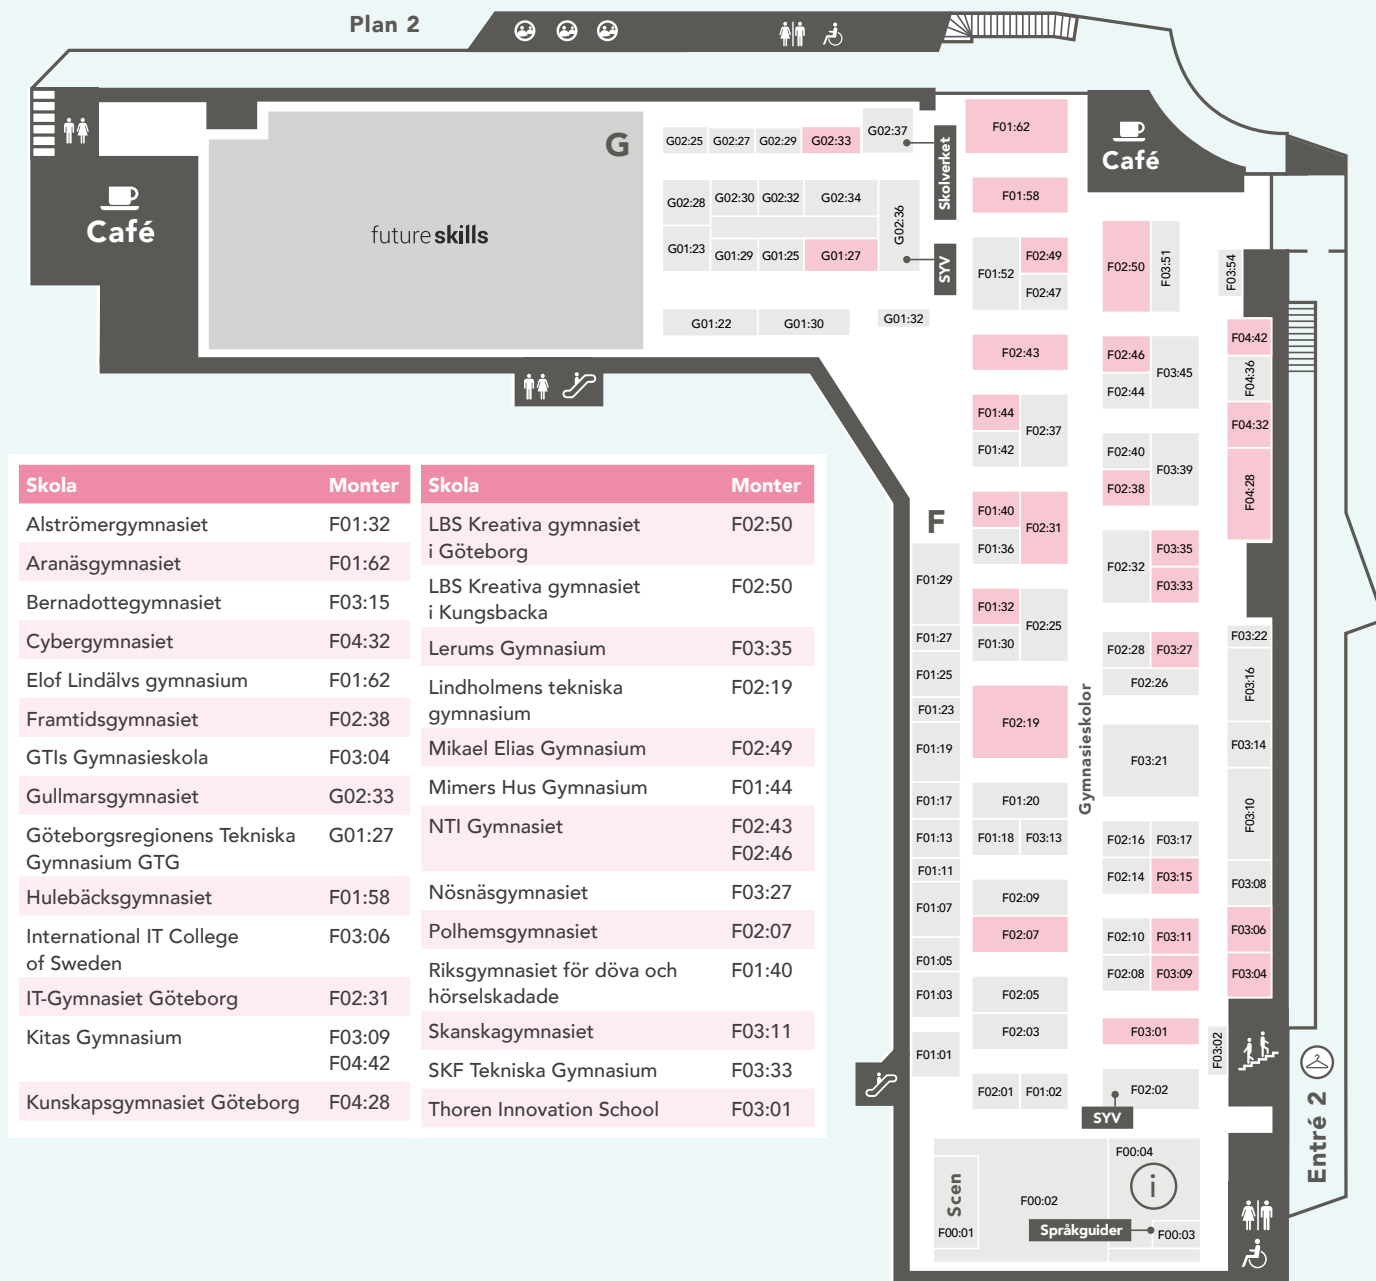 Plan 2
Café
futureskills
G
G02:25 G02:27 G02:29 G02:33 G02:37
Skolverket
G02:28 G02:30 G02:32 G02:34 G02:36
G01:23 G01:29 G01:25 G01:27
SYV
G01:22 G01:30 G01:32
F01:62
Café
F01:58
F01:52 F02:49
F02:47
F02:50 F03:51 F03:54
F02:43
F02:46 F03:45
F02:44
F04:42
F04:36
F01:44 F02:37
F01:42
F04:32
F02:40 F03:39
F02:38
F04:28
F
F01:40 F02:31
F01:36
F02:32 F03:35
F03:33
F01:29
F01:32 F02:25
F01:30
F01:27
F01:25
F01:23
F01:19
F01:17
F01:13
F01:11
F01:07
F01:05
F01:03
F01:01
F02:28 F03:27
F02:26
F03:22
F03:16
F02:19
Gymnasieskolor
F03:21
F03:14
F03:10
F01:20
F01:18 F03:13
F02:16 F03:17
F02:14 F03:15
F03:08
F02:09
F02:07
F02:10 F03:11
F02:08 F03:09
F03:06
F03:04
F02:05
F02:03
F03:01
F03:02
F02:01 F01:02
F02:02
SYV
Entré 2
F00:04
i
Scen
F00:01
F00:02
Språkguider
F00:03
Skola Monter
Alströmergymnasiet F01:32
Aranäsgymnasiet F01:62
Bernadottegymnasiet F03:15
Cybergymnasiet F04:32
Elof Lindälvs gymnasium F01:62
Framtidsgymnasiet F02:38
GTIs Gymnasieskola F03:04
Gullmarsgymnasiet G02:33
Göteborgsregionens Tekniska G01:27
Gymnasium GTG
Hulebäcksgymnasiet F01:58
International IT College F03:06
of Sweden
IT-Gymnasiet Göteborg F02:31
Kitas Gymnasium F03:09
F04:42
Kunskapsgymnasiet Göteborg F04:28
Skola Monter
LBS Kreativa gymnasiet F02:50
i Göteborg
LBS Kreativa gymnasiet F02:50
i Kungsbacka
Lerums Gymnasium F03:35
Lindholmens tekniska F02:19
gymnasium
Mikael Elias Gymnasium F02:49
Mimers Hus Gymnasium F01:44
NTI Gymnasiet F02:43
F02:46
Nösnäsgymnasiet F03:27
Polhemsgymnasiet F02:07
Riksgymnasiet för döva och F01:40
hörselskadade
Skanskagymnasiet F03:11
SKF Tekniska Gymnasium F03:33
Thoren Innovation School F03:01